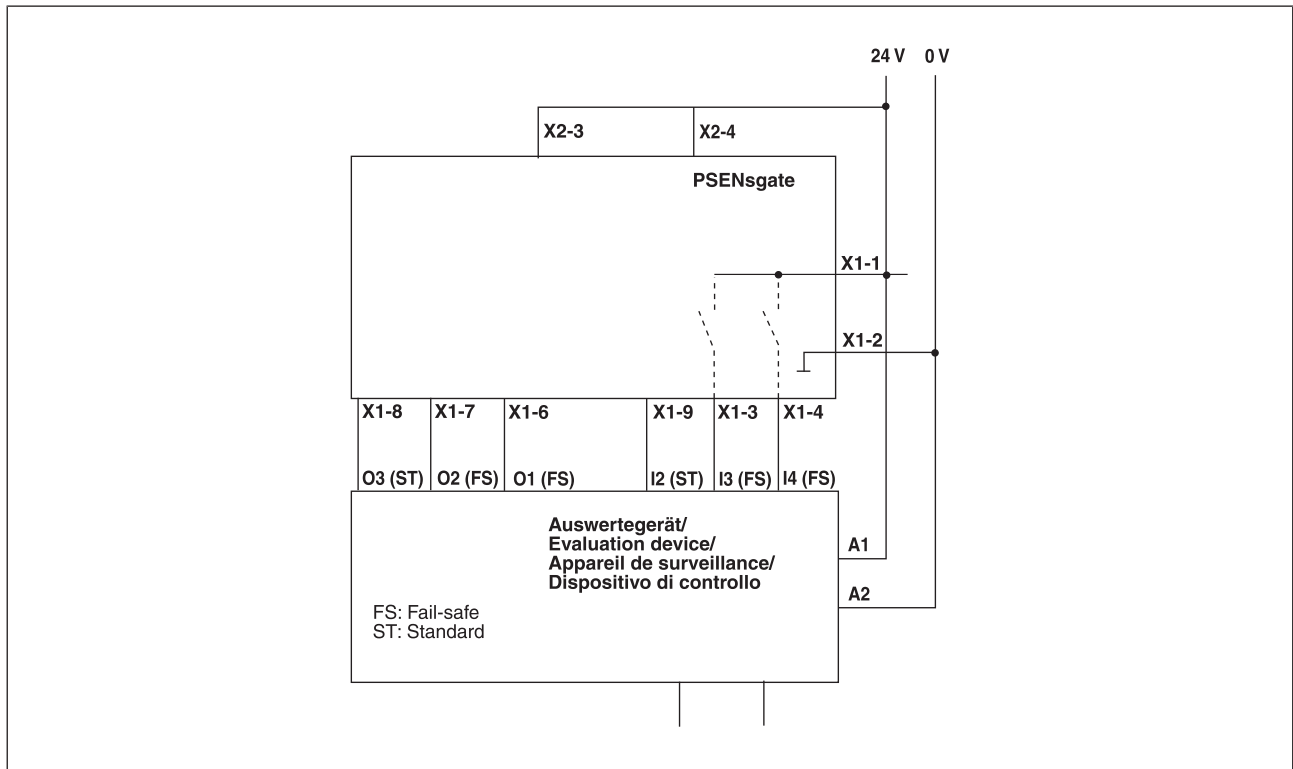 24 V 0 V
X2-3 X2-4
PSENsgate
X1-1
X1-2
X1-8 X1-7 X1-6 X1-9 X1-3 X1-4
O3 (ST) O2 (FS) O1 (FS) I2 (ST) I3 (FS) I4 (FS)
Auswertegerät/
Evaluation device/
Appareil de surveillance/
Dispositivo di controllo
A1
A2
FS: Fail-safe
ST: Standard